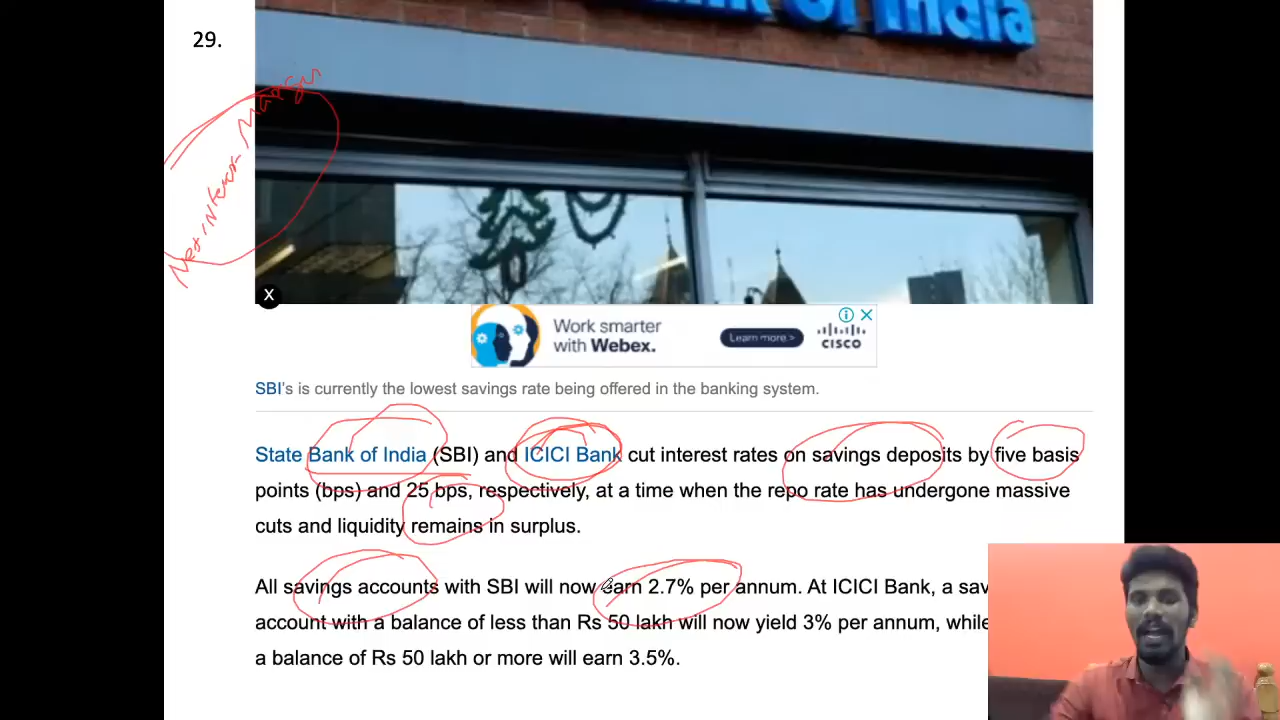 29.
Bank of India
Net interest Margin
X
Work smarter
with Webex.
Learn more >
CISCO
SBI's is currently the lowest savings rate being offered in the banking system.
State Bank of India (SBI) and ICICI Bank cut interest rates on savings deposits by five basis
points (bps) and 25 bps, respectively, at a time when the repo rate has undergone massive
cuts and liquidity remains in surplus.
All savings accounts with SBI will now earn 2.7% per annum. At ICICI Bank, a sav
account with a balance of less than Rs 50 lakh will now yield 3% per annum, while
a balance of Rs 50 lakh or more will earn 3.5%.